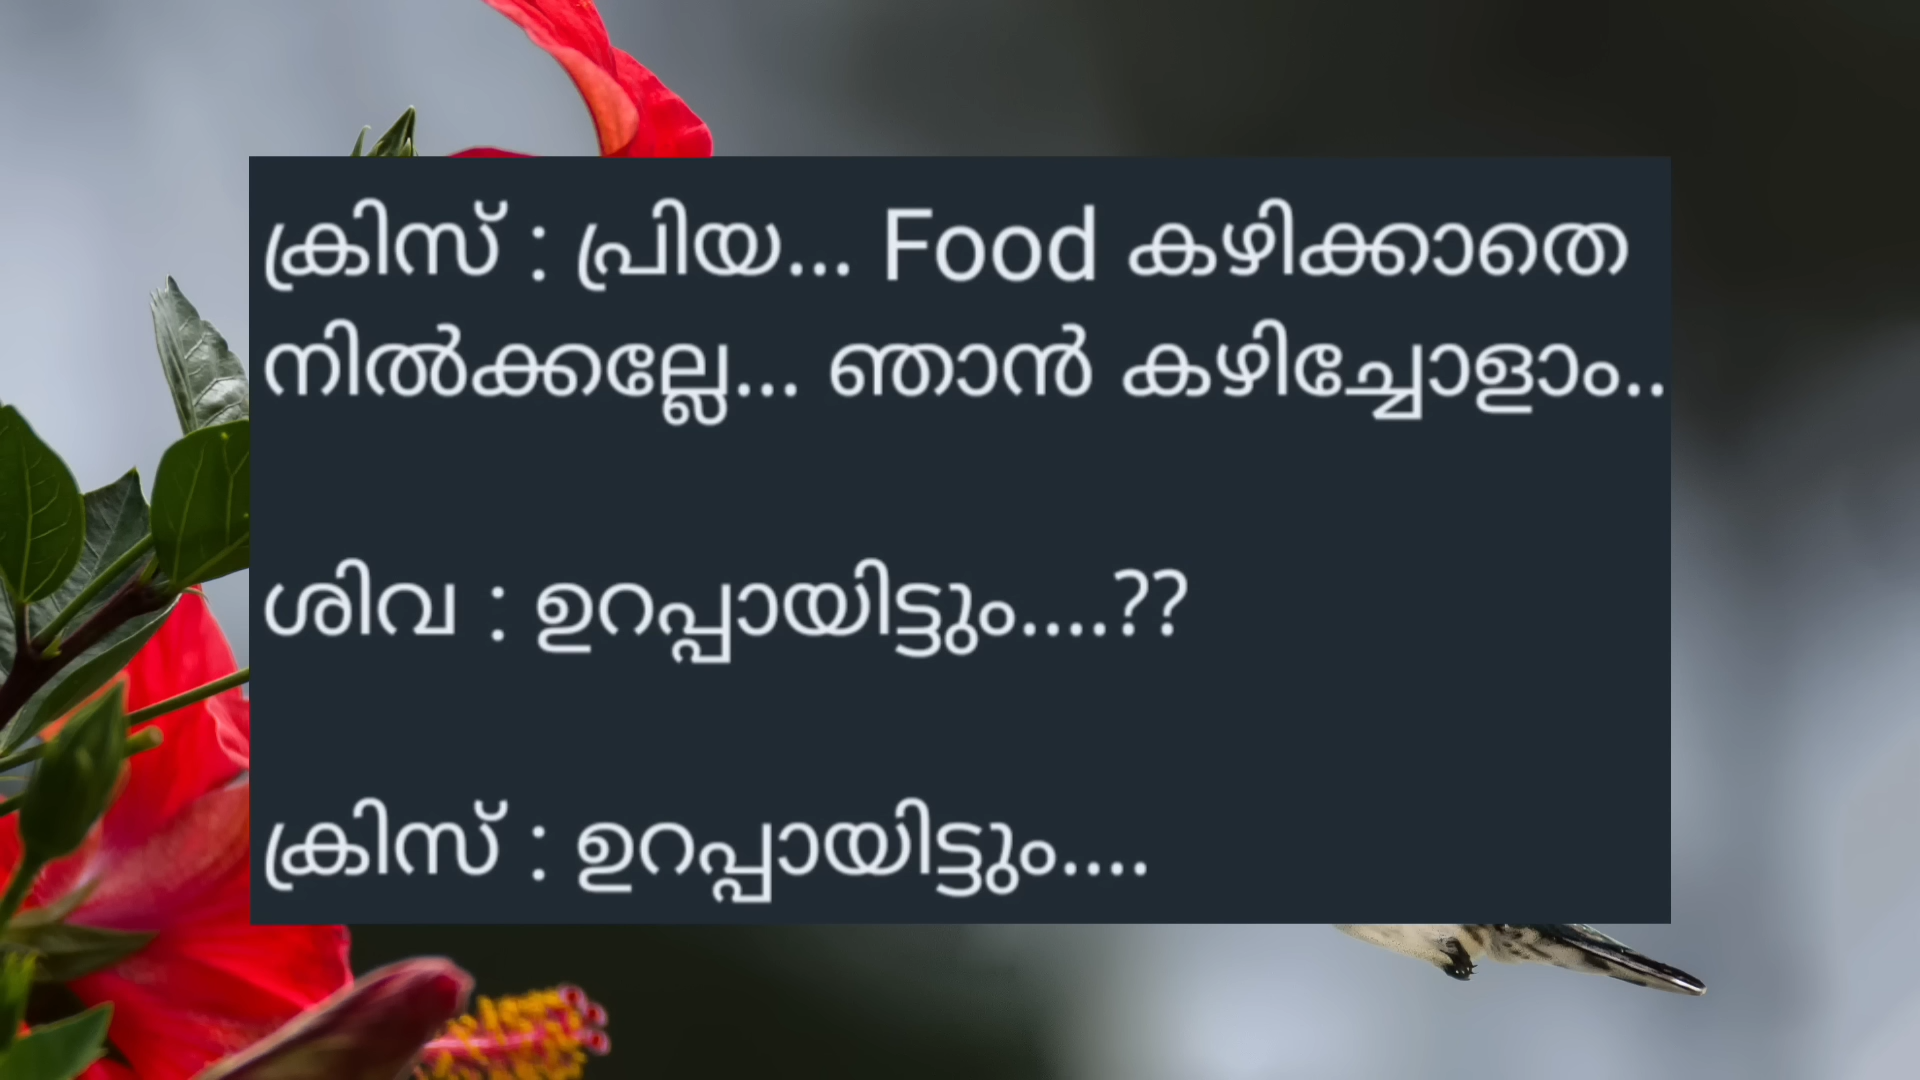 ക്രിസ് : പ്രിയ... Food കഴിക്കാതെ
നിൽക്കല്ലേ... ഞാൻ കഴിച്ചോളാം..
ശിവ : ഉറപ്പായിട്ടും....??
ക്രിസ് : ഉറപ്പായിട്ടും....